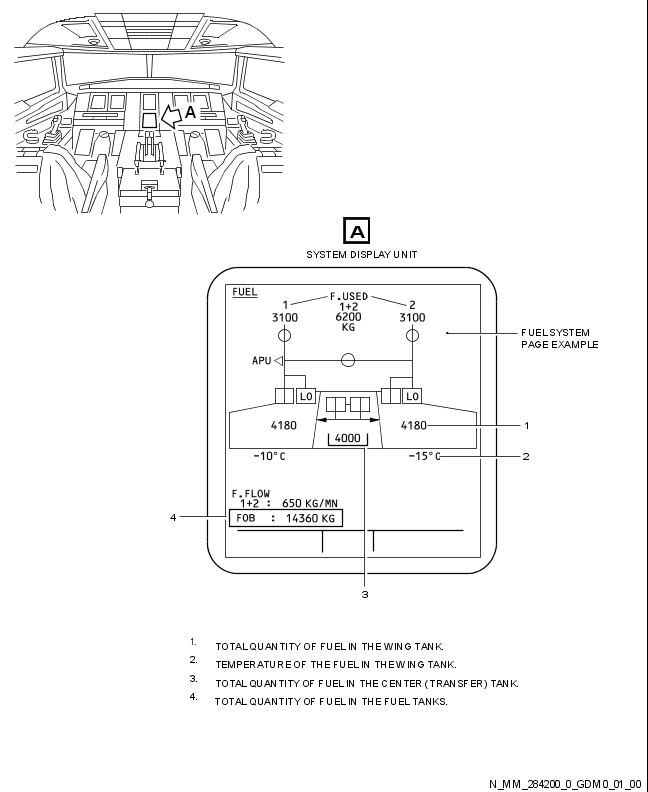 A
A
SYSTEM DISPLAY UNIT
FUEL
F.USED
1 1+2 2
3100 6200 3100
KG
FUEL SYSTEM
PAGE EXAMPLE
APU
LO LO
4180 4180 1
4000
-10°C -15°C 2
F.FLOW
1+2 : 650 KG/MN
4 FOB : 14360 KG
3
1. TOTAL QUANTITY OF FUEL IN THE WING TANK.
2. TEMPERATURE OF THE FUEL IN THE WING TANK.
3. TOTAL QUANTITY OF FUEL IN THE CENTER (TRANSFER) TANK.
4. TOTAL QUANTITY OF FUEL IN THE FUEL TANKS.
N_MM_284200_0_GDM0_01_00